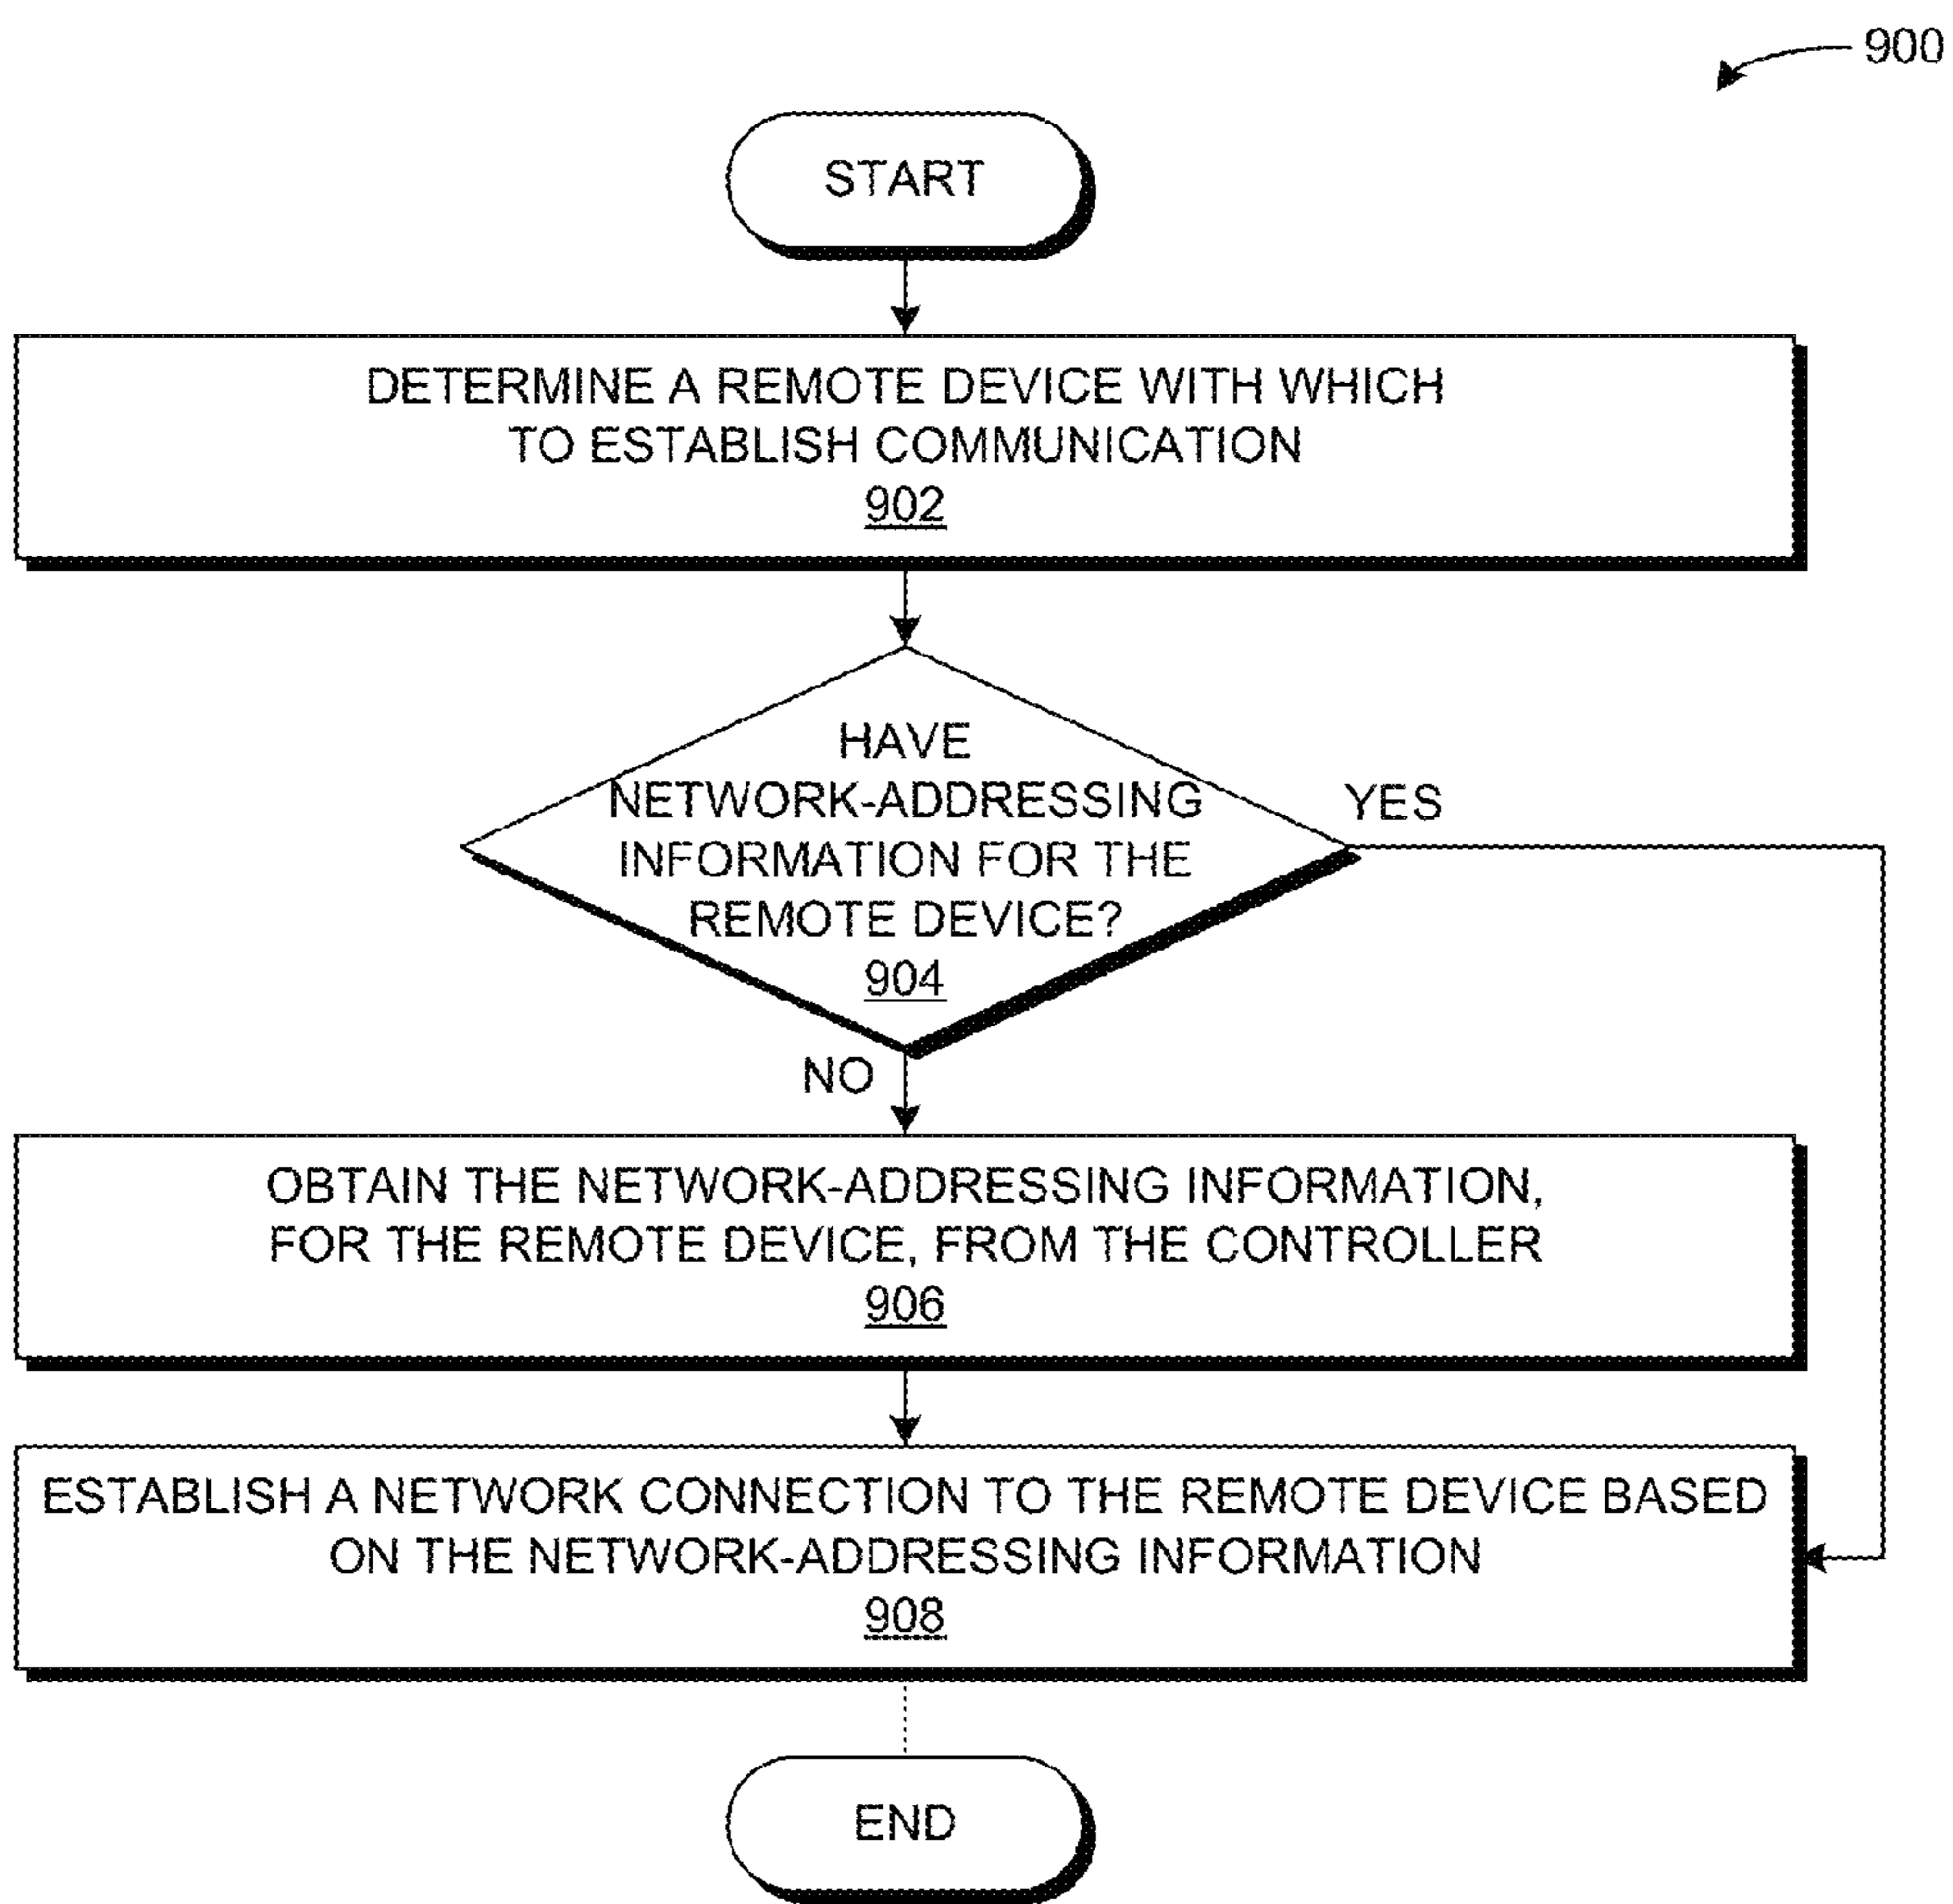 900
START
DETERMINE A REMOTE DEVICE WITH WHICH
TO ESTABLISH COMMUNICATION
902
HAVE
NETWORK-ADDRESSING
INFORMATION FOR THE
REMOTE DEVICE?
904
YES
NO
OBTAIN THE NETWORK-ADDRESSING INFORMATION,
FOR THE REMOTE DEVICE, FROM THE CONTROLLER
906
ESTABLISH A NETWORK CONNECTION TO THE REMOTE DEVICE BASED
ON THE NETWORK-ADDRESSING INFORMATION
908
END